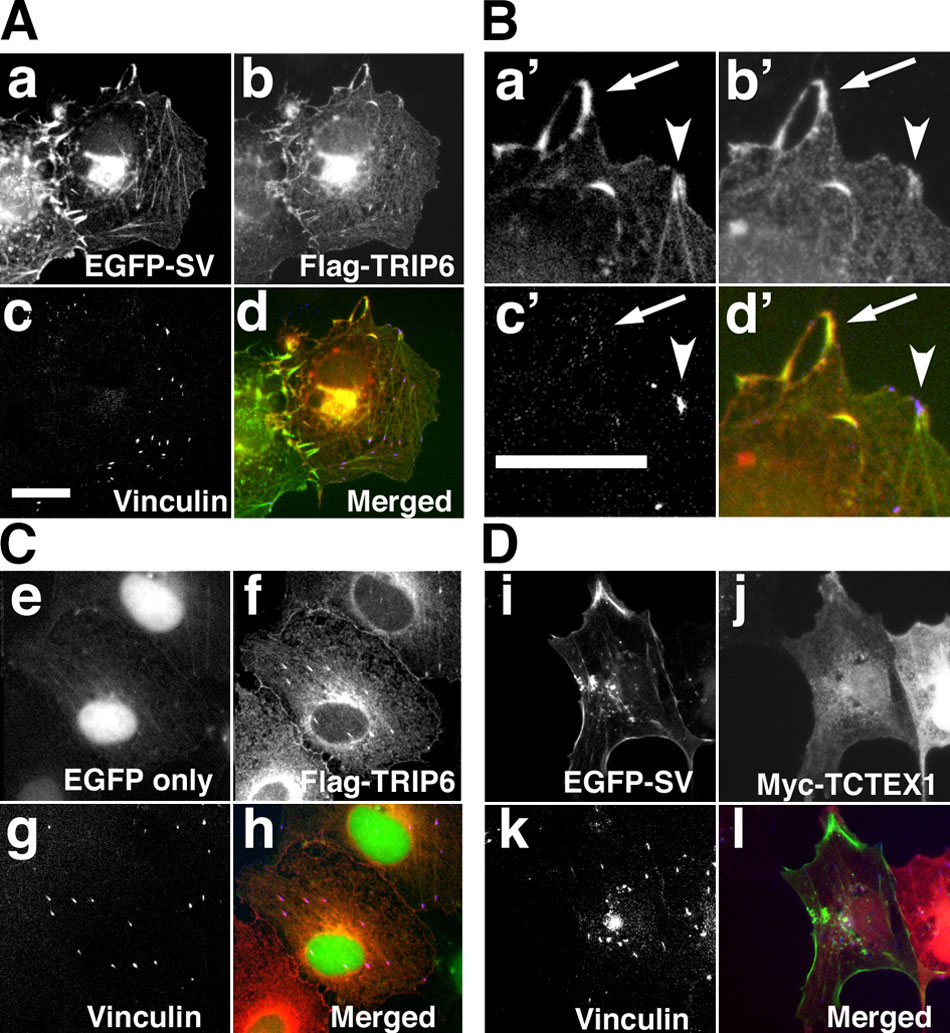 A
B
a
b
a’
b’
EGFP-SV
Flag-TRIP6
c
d
c’
d’
Vinculin
Merged
C
D
e
f
i
j
EGFP only
Flag-TRIP6
EGFP-SV
Myc-TCTEX1
g
h
k
l
Vinculin
Merged
Vinculin
Merged